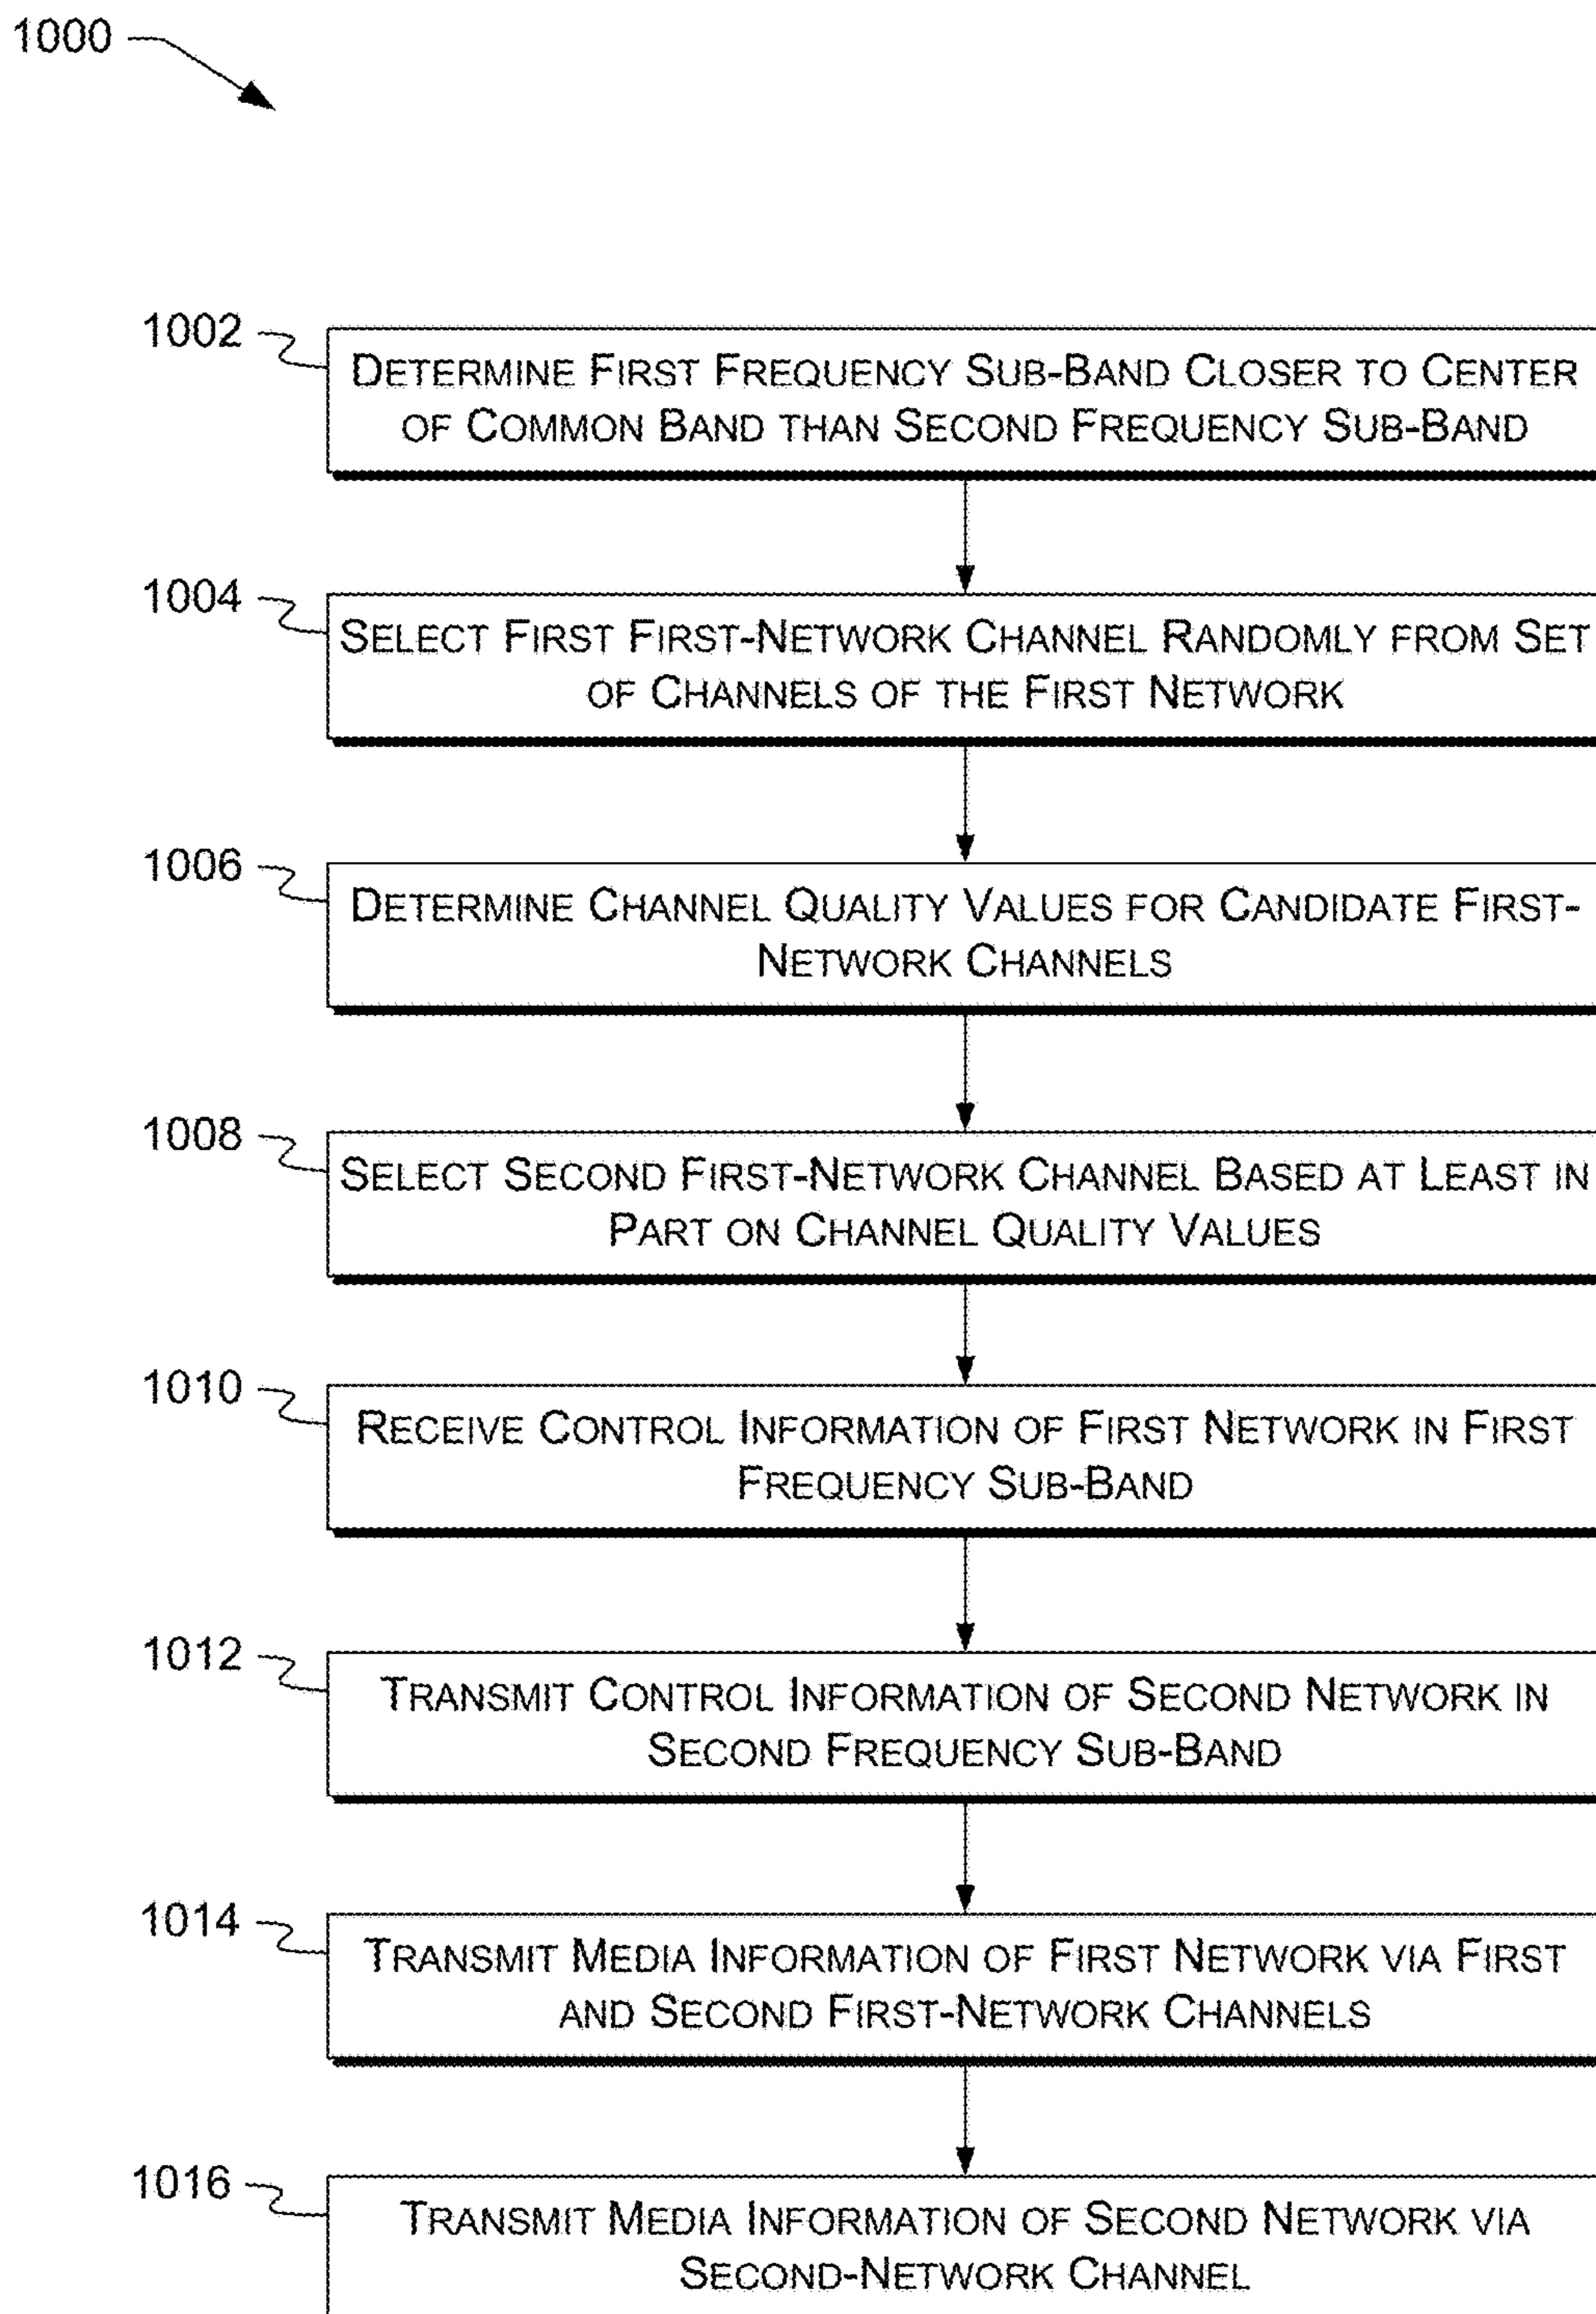 1000
1002
DETERMINE FIRST FREQUENCY SUB-BAND CLOSER TO CENTER
OF COMMON BAND THAN SECOND FREQUENCY SUB-BAND
1004
SELECT FIRST FIRST-NETWORK CHANNEL RANDOMLY FROM SET
OF CHANNELS OF THE FIRST NETWORK
1006
DETERMINE CHANNEL QUALITY VALUES FOR CANDIDATE FIRST-
NETWORK CHANNELS
1008
SELECT SECOND FIRST-NETWORK CHANNEL BASED AT LEAST IN
PART ON CHANNEL QUALITY VALUES
1010
RECEIVE CONTROL INFORMATION OF FIRST NETWORK IN FIRST
FREQUENCY SUB-BAND
1012
TRANSMIT CONTROL INFORMATION OF SECOND NETWORK IN
SECOND FREQUENCY SUB-BAND
1014
TRANSMIT MEDIA INFORMATION OF FIRST NETWORK VIA FIRST
AND SECOND FIRST-NETWORK CHANNELS
1016
TRANSMIT MEDIA INFORMATION OF SECOND NETWORK VIA
SECOND-NETWORK CHANNEL